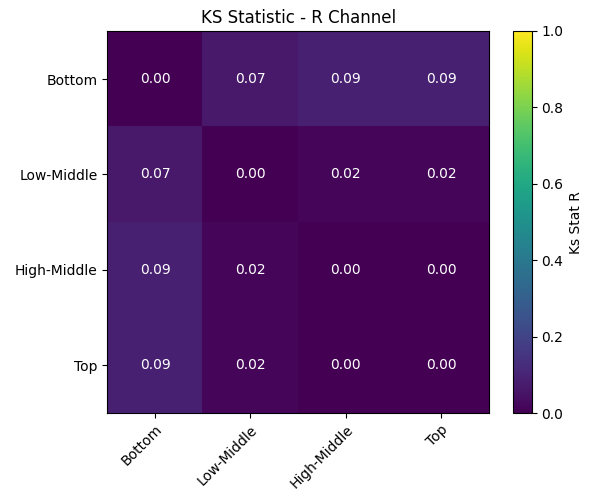 KS Statistic - R Channel
Bottom 0.00 0.07 0.09 0.09
Low-Middle 0.07 0.00 0.02 0.02
High-Middle 0.09 0.02 0.00 0.00
Top 0.09 0.02 0.00 0.00
Bottom Low-Middle High-Middle Top
1.0
0.8
0.6
0.4
0.2
0.0
Ks Stat R